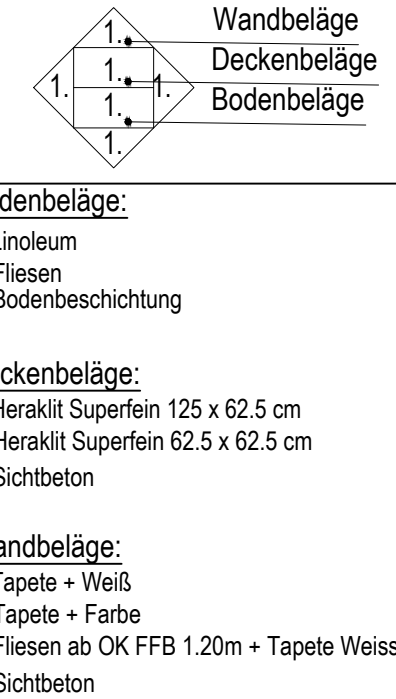 1. Wandbeläge
1. Deckenbeläge
1. 1. Bodenbeläge
1.
1.
denbeläge:
Linoleum
Fliesen
Bodenbeschichtung
ckenbeläge:
Heraklit Superfein 125 x 62.5 cm
Heraklit Superfein 62.5 x 62.5 cm
Sichtbeton
andbeläge:
Tapete + Weiß
Tapete + Farbe
Fliesen ab OK FFB 1.20m + Tapete Weiss
Sichtbeton